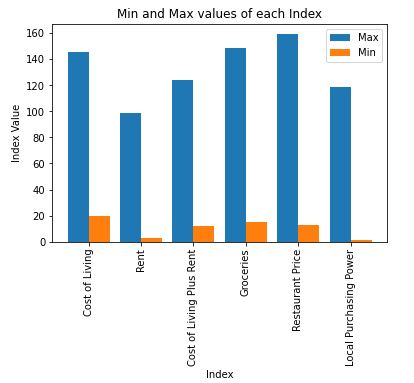 Min and Max values of each Index
Max
Min
Index Value
160
140
120
100
80
60
40
20
0
Cost of Living
Rent
Cost of Living Plus Rent
Groceries
Restaurant Price
Local Purchasing Power
Index